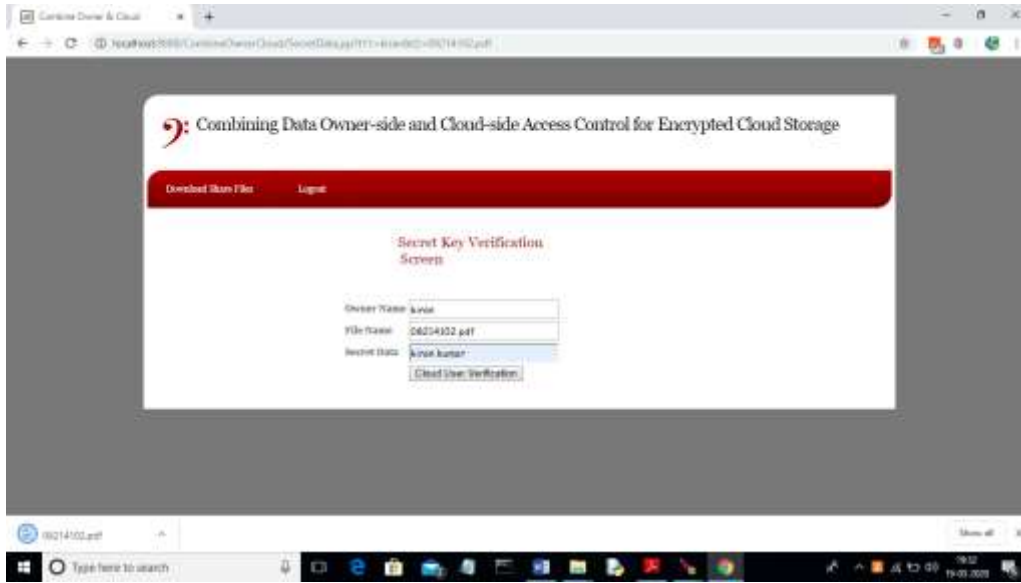 Combine Owner & Cloud
Combining Data Owner-side and Cloud-side Access Control for Encrypted Cloud Storage
Download Share Files Logout
Secret Key Verification
Screen
Owner Name kiran
File Name 08214102.pdf
Secret Data kiran kumar
Cloud User Verification
08214102.pdf
Show all
Type here to search